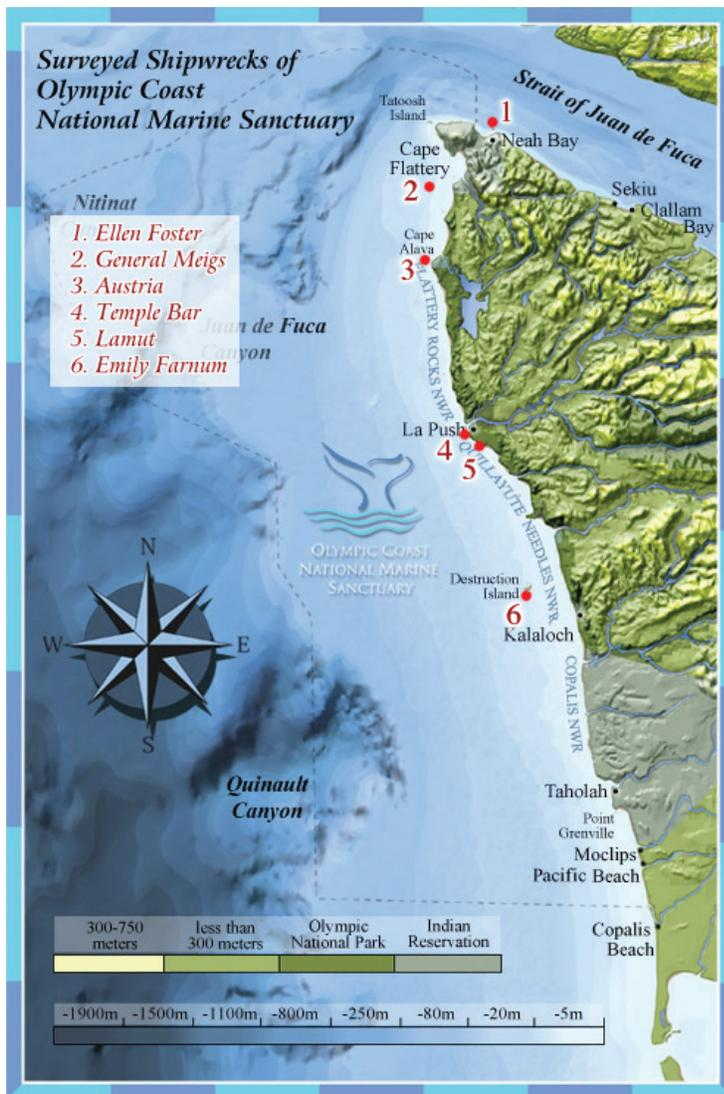 Surveyed Shipwrecks of
Olympic Coast
National Marine Sanctuary
Strait of Juan de Fuca
Tatoosh
Island
1
Neah Bay
Cape
Flattery
2
Sekiu
Clallam
Bay
Nitinat
1. Ellen Foster
2. General Meigs
3. Austria
4. Temple Bar
5. Lamut
6. Emily Farnum
Cape
Alava
3
FLATTERY ROCKS NWR
Juan de Fuca
Canyon
La Push
4
5
QUILLAYUTE NEEDLES NWR
OLYMPIC COAST
NATIONAL MARINE
SANCTUARY
N
W
E
S
Destruction
Island
6
Kalaloch
COPALIS NWR
Quinault
Canyon
Taholah
Point
Grenville
Moclips
Pacific Beach
Copalis
Beach
300-750
meters
less than
300 meters
Olympic
National Park
Indian
Reservation
-1900m -1500m -1100m -800m -250m -80m -20m -5m